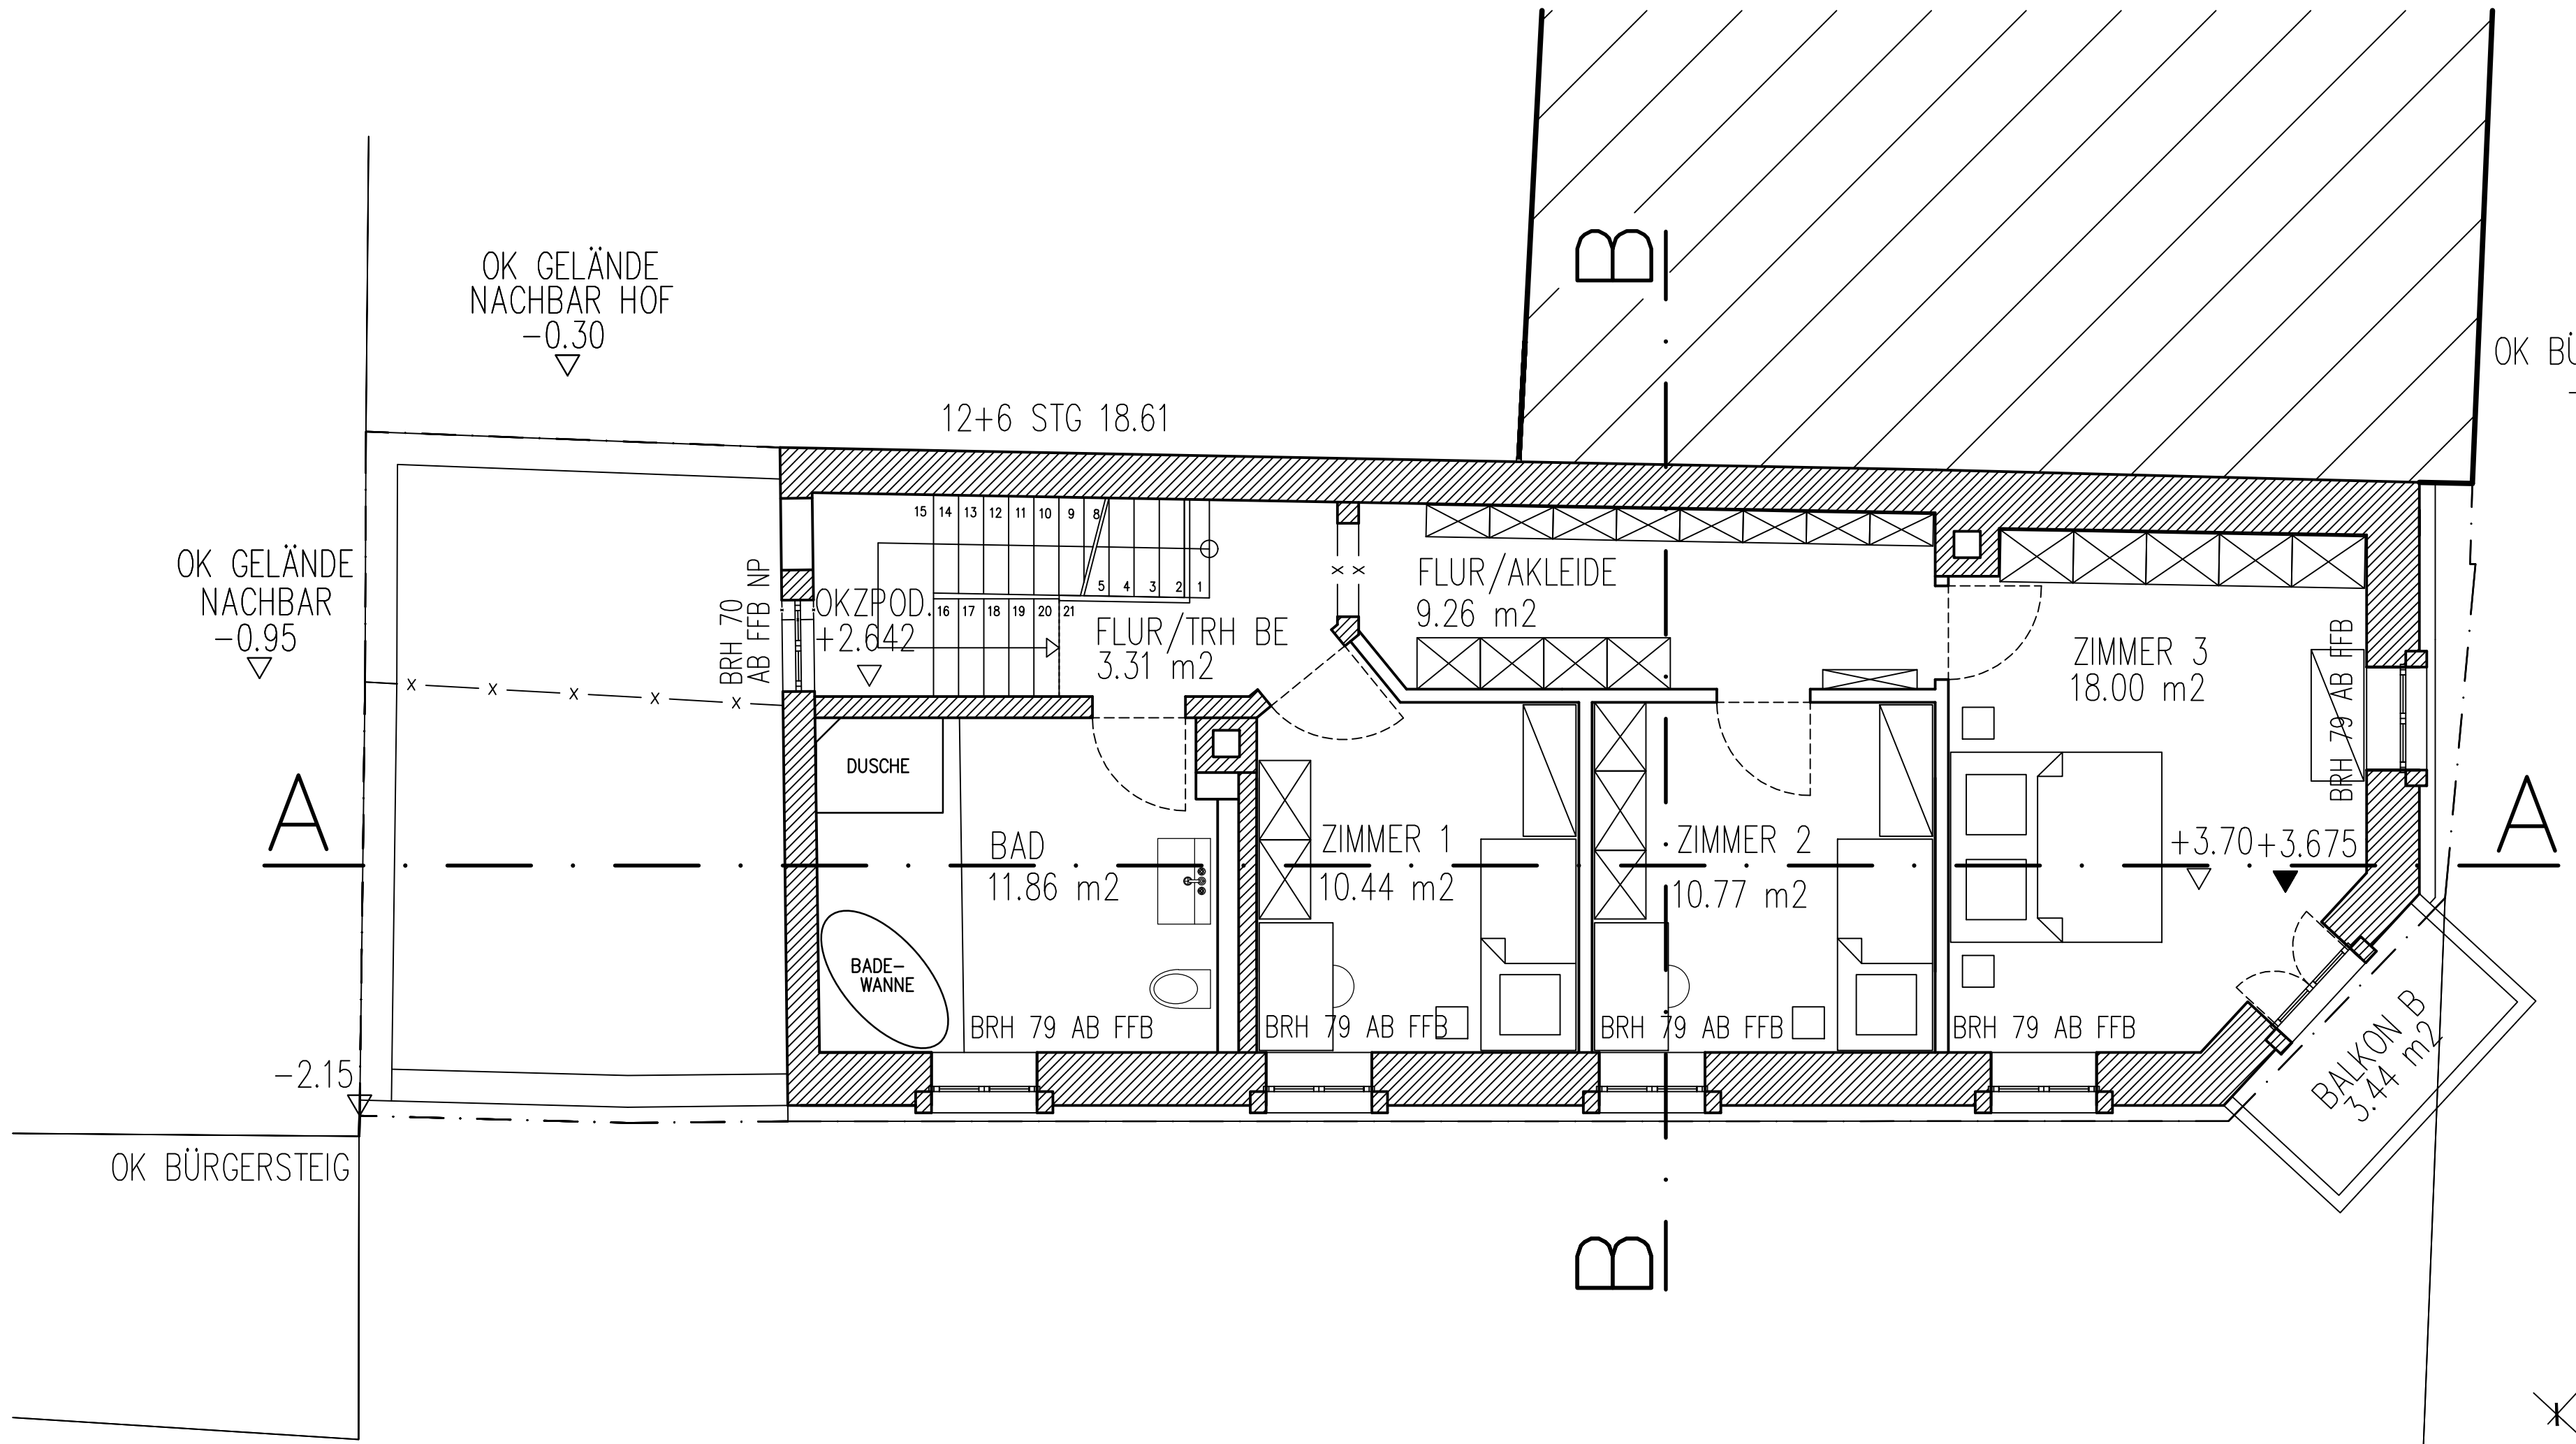 B
OK GELÄNDE
NACHBAR HOF
-0.30
OK BÜ
12+6 STG 18.61
15 14 13 12 11 10 9 8
5 4 3 2 1
16 17 18 19 20 21
OK GELÄNDE
NACHBAR
-0.95
BRH 70
AB FFB NP
OKZPOD.
+2.642
FLUR/TRH BE
3.31 m2
FLUR/AKLEIDE
9.26 m2
ZIMMER 3
18.00 m2
BRH 79 AB FFB
A
DUSCHE
BAD
11.86 m2
ZIMMER 1
10.44 m2
ZIMMER 2
10.77 m2
+3.70
+3.675
A
BADE-
WANNE
BRH 79 AB FFB
BRH 79 AB FFB
BRH 79 AB FFB
BRH 79 AB FFB
BALKON B
3.44 m2
-2.15
OK BÜRGERSTEIG
B